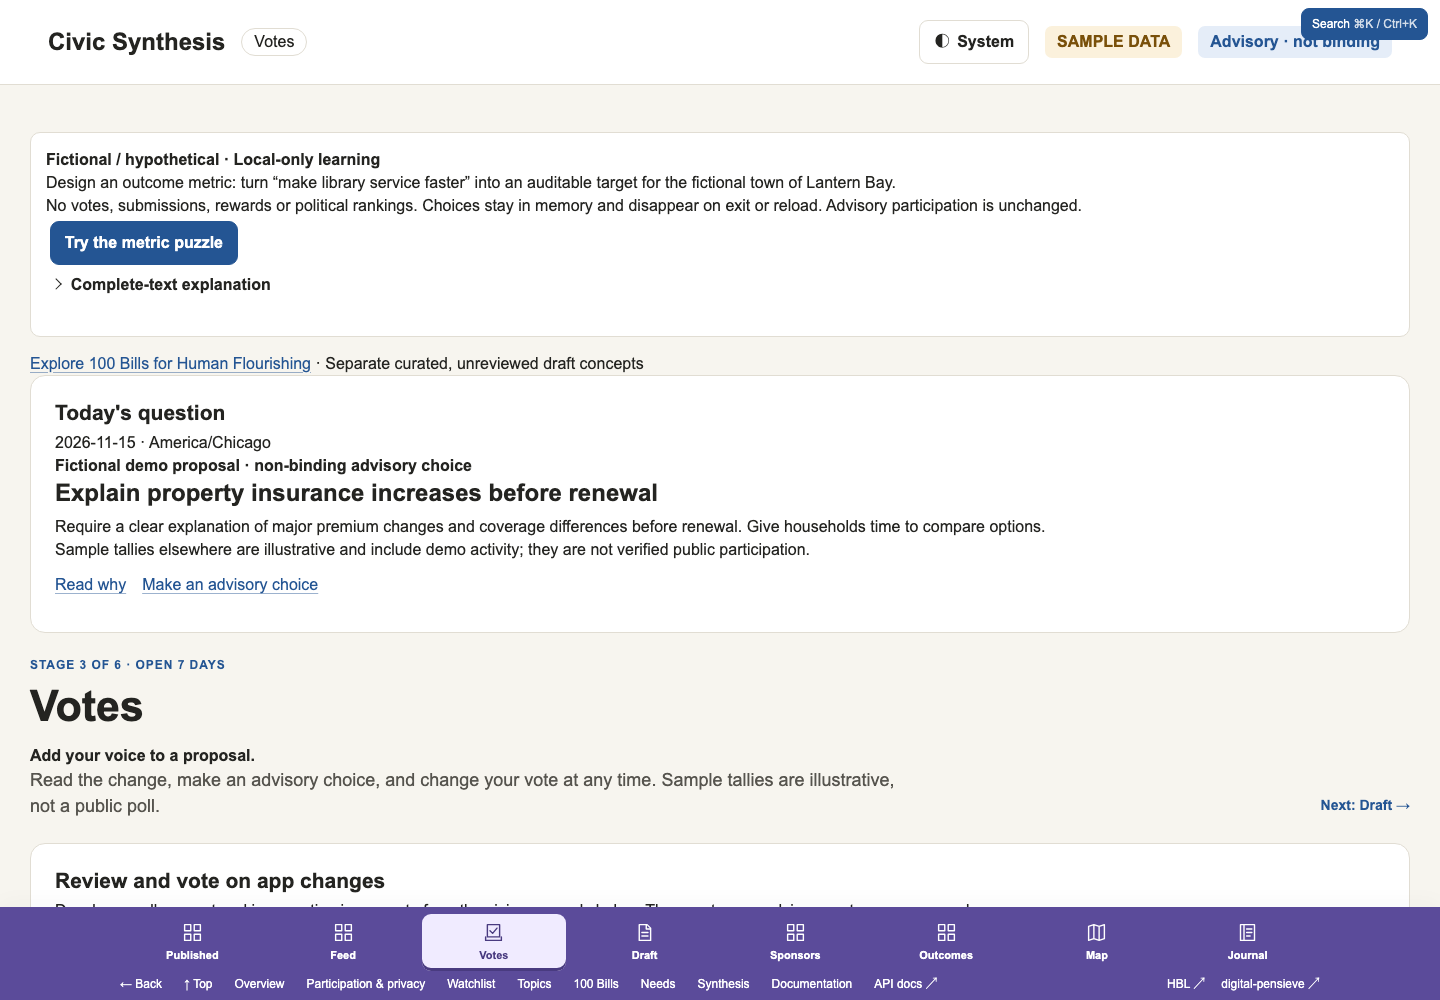 Civic Synthesis
Votes
System
SAMPLE DATA
Advisory · not binding
Search ⌘K / Ctrl+K
Fictional / hypothetical · Local-only learning
Design an outcome metric: turn “make library service faster” into an auditable target for the fictional town of Lantern Bay.
No votes, submissions, rewards or political rankings. Choices stay in memory and disappear on exit or reload. Advisory participation is unchanged.
Try the metric puzzle
Complete-text explanation
Explore 100 Bills for Human Flourishing · Separate curated, unreviewed draft concepts
Today's question
2026-11-15 · America/Chicago
Fictional demo proposal · non-binding advisory choice
Explain property insurance increases before renewal
Require a clear explanation of major premium changes and coverage differences before renewal. Give households time to compare options.
Sample tallies elsewhere are illustrative and include demo activity; they are not verified public participation.
Read why Make an advisory choice
STAGE 3 OF 6 · OPEN 7 DAYS
Votes
Add your voice to a proposal.
Read the change, make an advisory choice, and change your vote at any time. Sample tallies are illustrative,
not a public poll.
Next: Draft →
Review and vote on app changes
Published Feed Votes Draft Sponsors Outcomes Map Journal
← Back ↑ Top Overview Participation & privacy Watchlist Topics 100 Bills Needs Synthesis Documentation API docs ↗ HBL ↗ digital-pensieve ↗